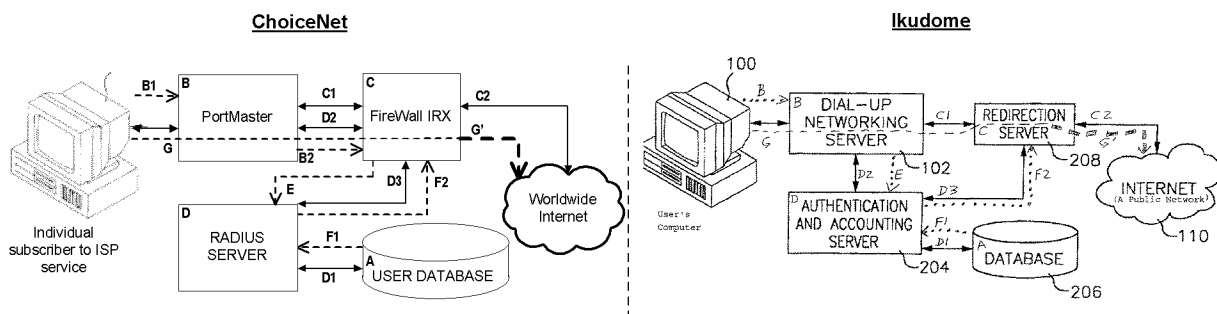 ChoiceNet
B1
B
PortMaster
C1
D2
C
FireWall IRX
C2
G
G'
B2
E
D3
F2
Worldwide
Internet
D
RADIUS
SERVER
F1
D1
A
USER DATABASE
Individual
subscriber to ISP
service
Ikudome
100
B
B
DIAL-UP
NETWORKING
SERVER
102
C1
C
REDIRECTION
SERVER
208
C2
G
G'
D2
E
D3
F2
INTERNET
(A Public Network)
110
User's
Computer
D
AUTHENTICATION
AND ACCOUNTING
SERVER
204
F1
D1
A
DATABASE
206